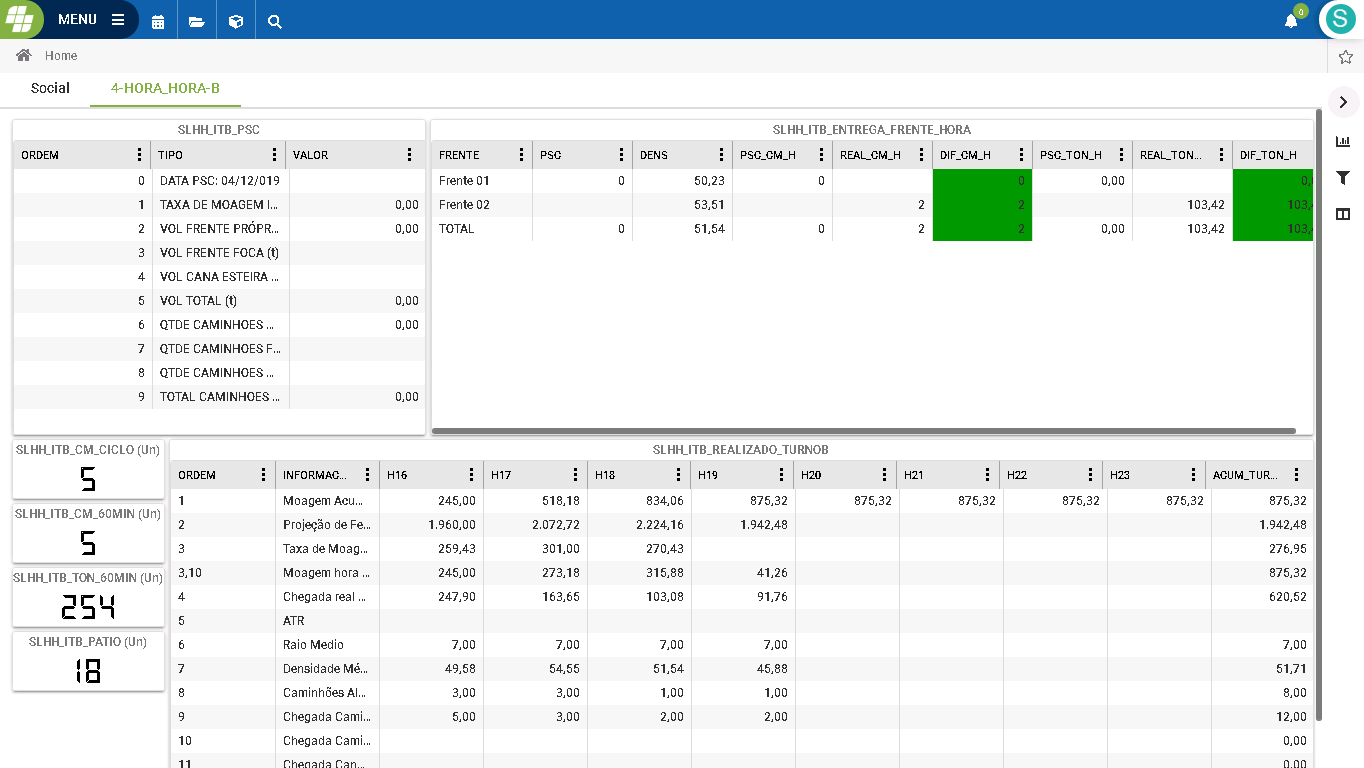 MENU
0
S
Home
Social 4-HORA_HORA-B
SLHH_ITB_PSC
ORDEM TIPO VALOR
0 DATA PSC: 04/12/019
1 TAXA DE MOAGEM I... 0,00
2 VOL FRENTE PRÓPR... 0,00
3 VOL FRENTE FOCA (t)
4 VOL CANA ESTEIRA ...
5 VOL TOTAL (t) 0,00
6 QTDE CAMINHOES ... 0,00
7 QTDE CAMINHOES F...
8 QTDE CAMINHOES ...
9 TOTAL CAMINHOES ... 0,00
SLHH_ITB_ENTREGA_FRENTE_HORA
FRENTE PSC DENS PSC_CM_H REAL_CM_H DIF_CM_H PSC_TON_H REAL_TON... DIF_TON_H
Frente 01 0 50,23 0 0 0,00 0,
Frente 02 53,51 2 2 103,42 103,
TOTAL 0 51,54 0 2 2 0,00 103,42 103,
SLHH_ITB_CM_CICLO (Un)
5
SLHH_ITB_CM_60MIN (Un)
5
SLHH_ITB_TON_60MIN (Un)
254
SLHH_ITB_PATIO (Un)
18
SLHH_ITB_REALIZADO_TURNOB
ORDEM INFORMAC... H16 H17 H18 H19 H20 H21 H22 H23 AGUM_TUR...
1 Moagem Acu... 245,00 518,18 834,06 875,32 875,32 875,32 875,32 875,32 875,32
2 Projeção de Fe... 1.960,00 2.072,72 2.224,16 1.942,48 1.942,48
3 Taxa de Moag... 259,43 301,00 270,43 276,95
3,10 Moagem hora ... 245,00 273,18 315,88 41,26 875,32
4 Chegada real ... 247,90 163,65 103,08 91,76 620,52
5 ATR
6 Raio Medio 7,00 7,00 7,00 7,00 7,00
7 Densidade Mé... 49,58 54,55 51,54 45,88 51,71
8 Caminhões Al... 3,00 3,00 1,00 1,00 8,00
9 Chegada Cami... 5,00 3,00 2,00 2,00 12,00
10 Chegada Cami... 0,00
11 Chegada Can... 0,00